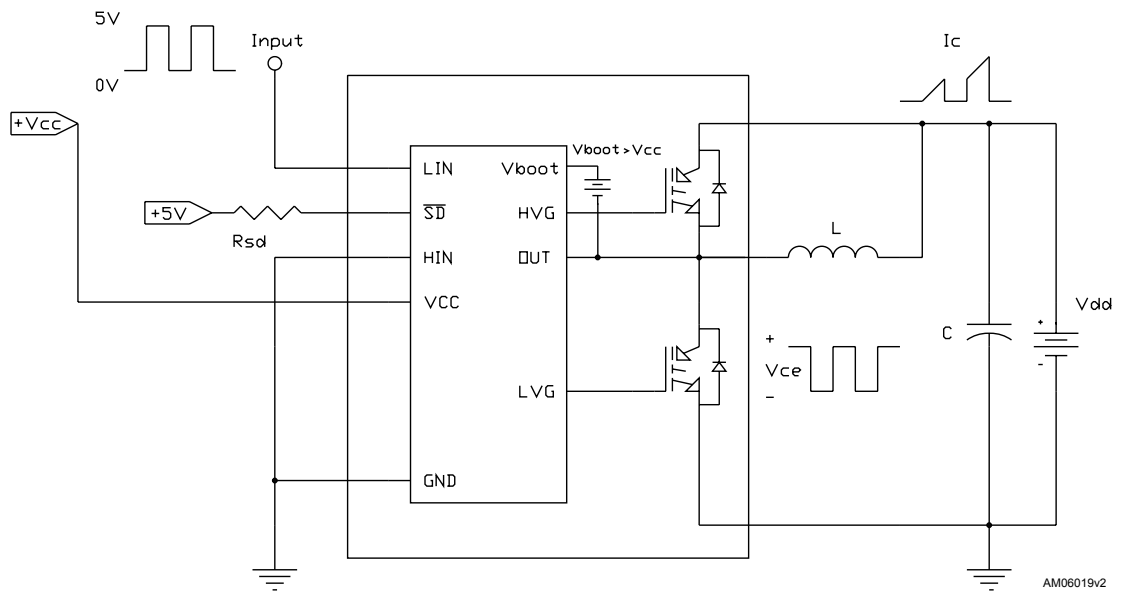 5V
Input
Ic
0V
+Vcc
Vboot>Vcc
LIN
Vboot
+5V
SD
HVG
Rsd
L
HIN
OUT
VCC
Vdd
C
+
+
Vce
-
-
LVG
GND
AM06019v2